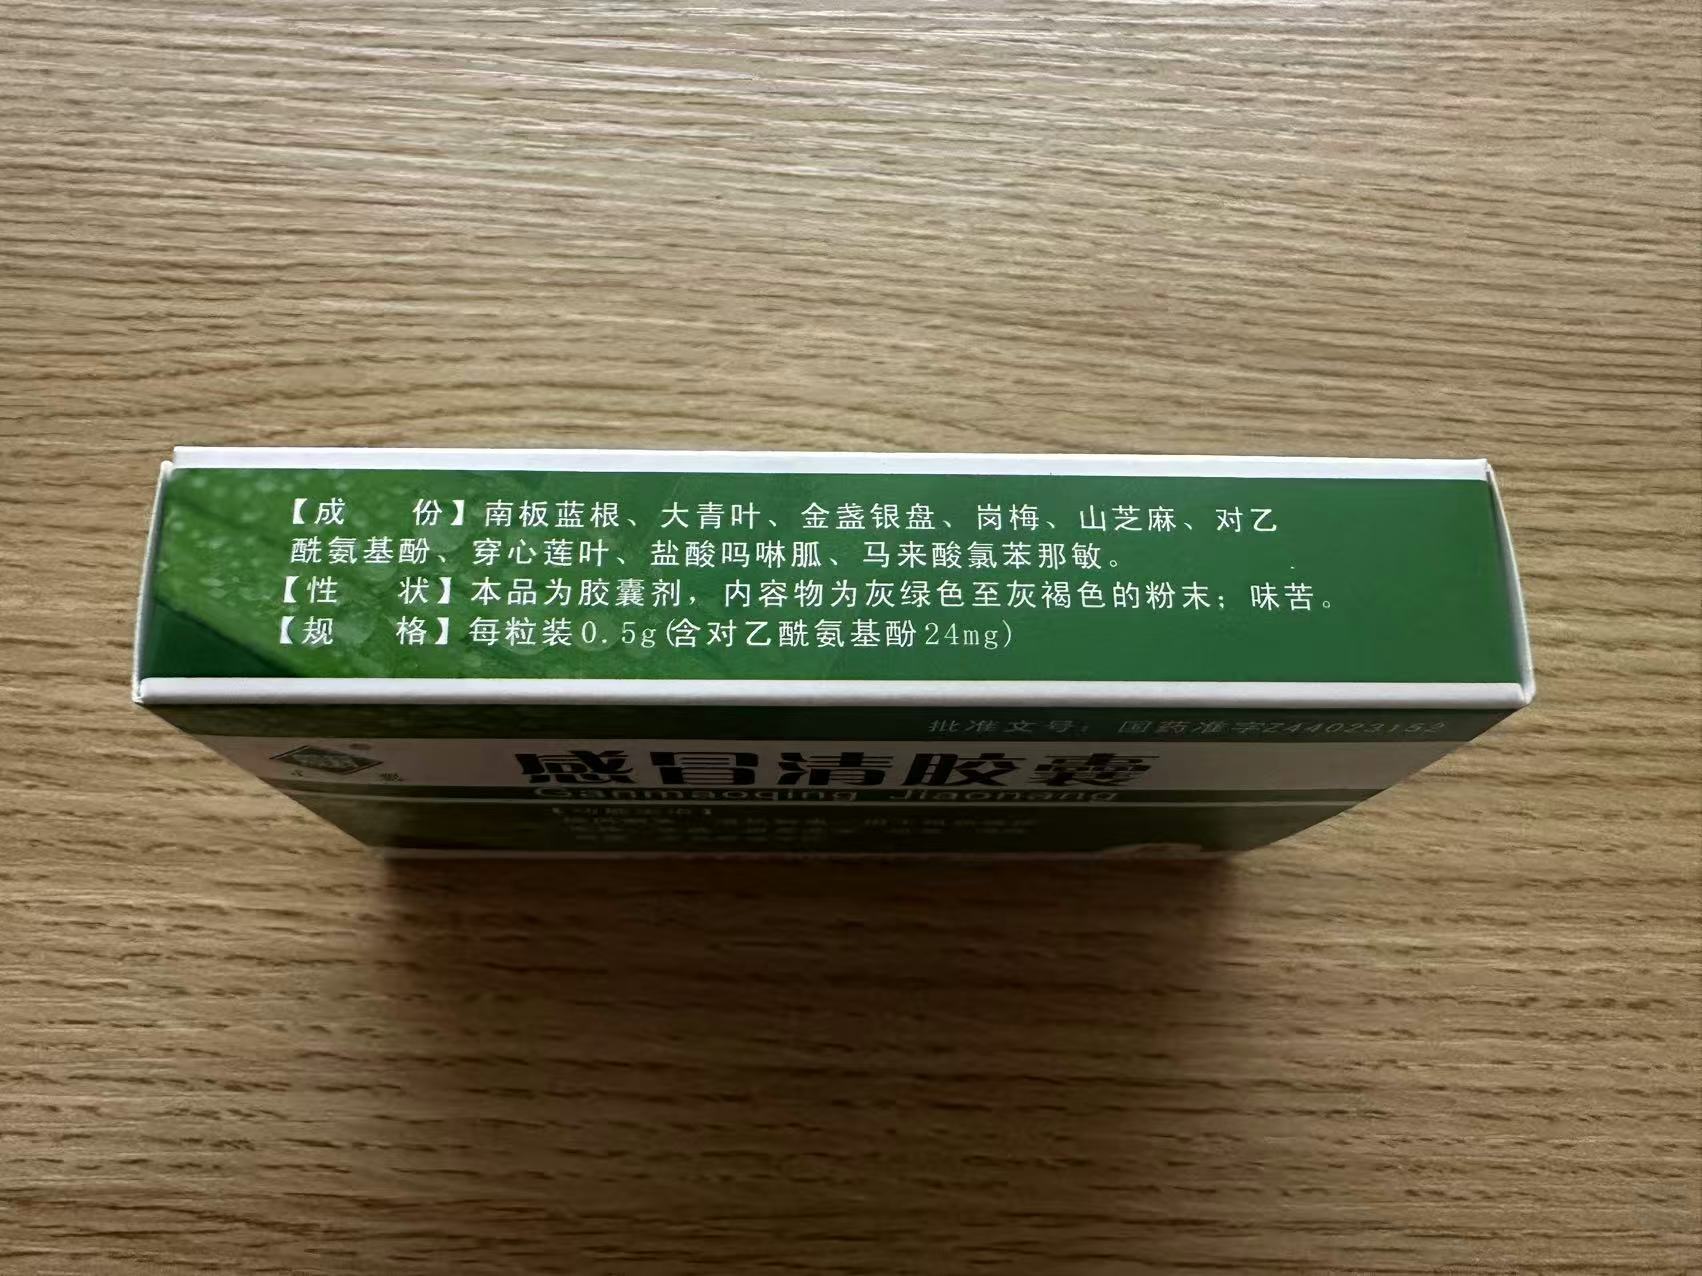 【成 份】南板蓝根、大青叶、金盏银盘、岗梅、山芝麻、对乙
酰氨基酚、穿心莲叶、盐酸吗啉胍、马来酸氯苯那敏。
【性 状】本品为胶囊剂，内容物为灰绿色至灰褐色的粉末；味苦。
【规 格】每粒装0.5g(含对乙酰氨基酚24mg)
批准文号：国药准字Z44023152
感冒清胶囊
Ganmaoqing Jiaonang
【功能主治】